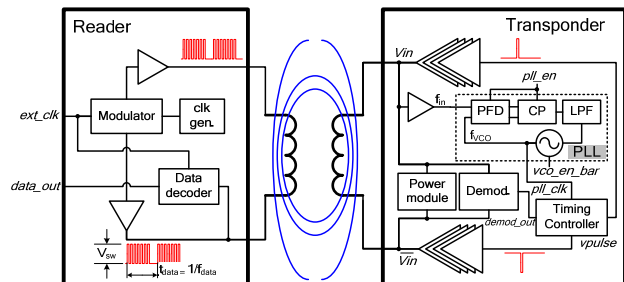 Reader
Transponder
Vin
pll_en
ext_clk
Modulator
clk
gen.
fin
PFD
CP
LPF
fVCO
PLL
vco_en_bar
data_out
Data
decoder
Power
module
Demod.
pll_clk
demod_out
Timing
Controller
vpulse
Vin
Vsw
tdata = 1/fdata